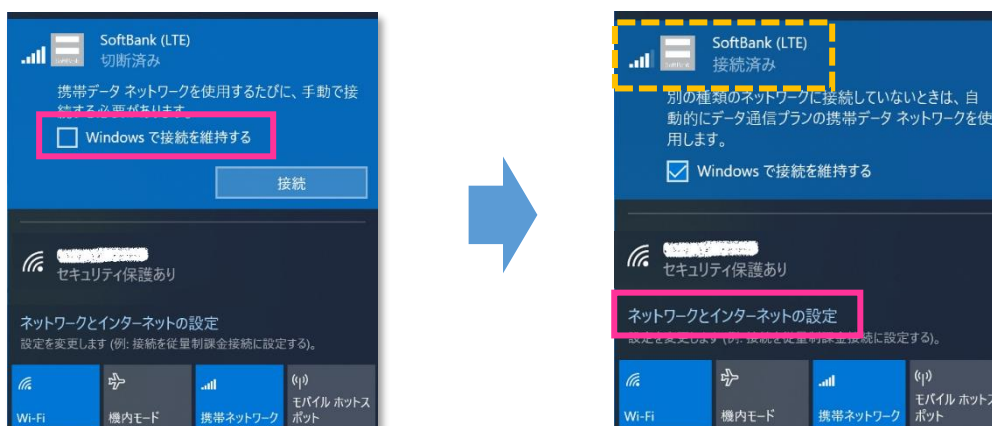 SoftBank (LTE)
切断済み
携帯データ ネットワークを使用するたびに、手動で接
続する必要があります。
Windows で接続を維持する
接続
セキュリティ保護あり
ネットワークとインターネットの設定
設定を変更します (例: 接続を従量制課金接続に設定する)。
Wi-Fi
機内モード
携帯ネットワーク
モバイル ホットス
ポット
SoftBank (LTE)
接続済み
別の種類のネットワークに接続していないときは、自
動的にデータ通信プランの携帯データ ネットワークを使
用します。
Windows で接続を維持する
セキュリティ保護あり
ネットワークとインターネットの設定
設定を変更します (例: 接続を従量制課金接続に設定する)。
Wi-Fi
機内モード
携帯ネットワーク
モバイル ホットス
ポット